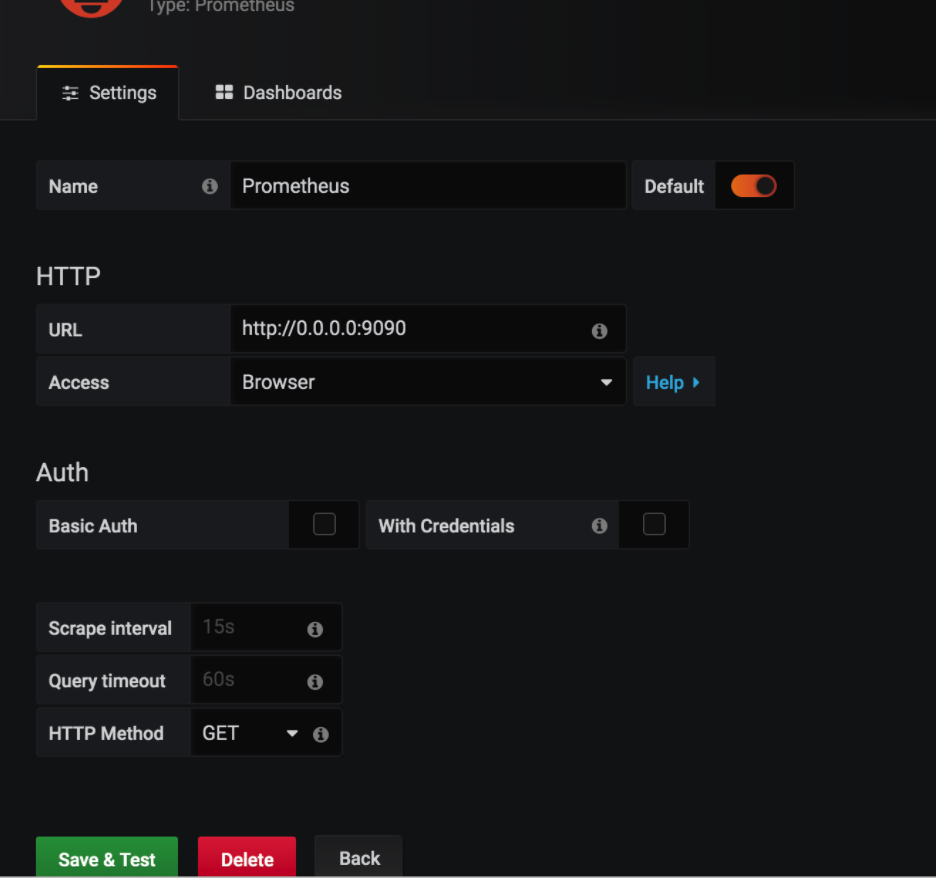 Type: Prometheus
Settings Dashboards
Name Prometheus Default
HTTP
URL http://0.0.0.0:9090
Access Browser Help
Auth
Basic Auth With Credentials
Scrape interval 15s
Query timeout 60s
HTTP Method GET
Save & Test Delete Back